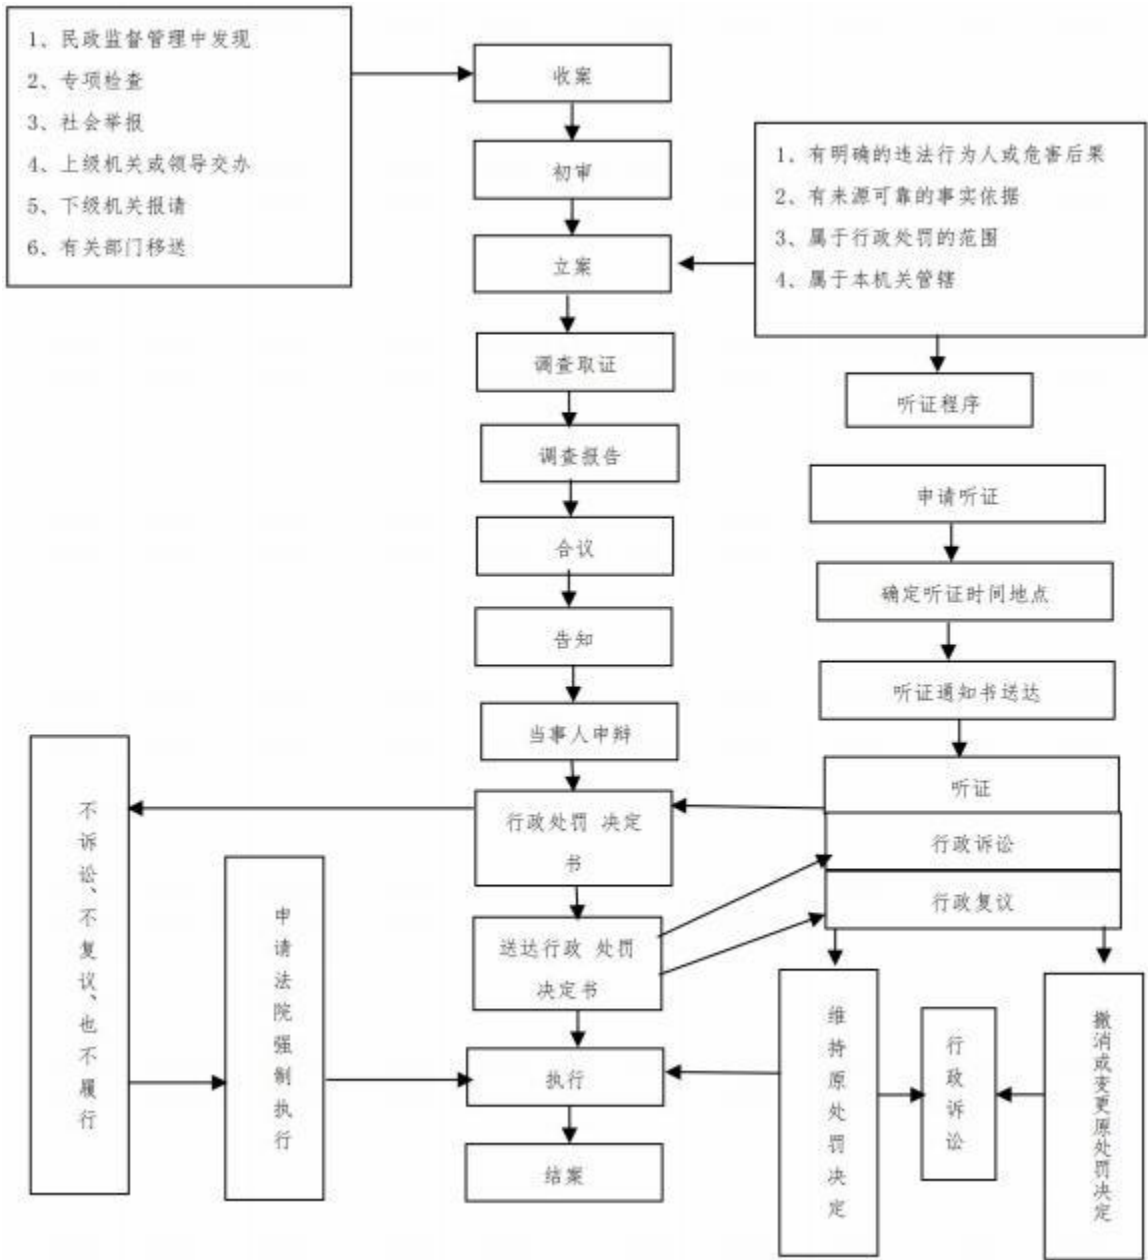 1、民政监督管理中发现
2、专项检查
3、社会举报
4、上级机关或领导交办
5、下级机关报请
6、有关部门移送
收案
初审
立案
1、有明确的违法行为人或危害后果
2、有来源可靠的事实依据
3、属于行政处罚的范围
4、属于本机关管辖
调查取证
听证程序
调查报告
申请听证
合议
确定听证时间地点
告知
听证通知书送达
当事人申辩
听证
行政处罚 决定
书
行政诉讼
行政复议
送达行政 处罚
决定书
不诉讼、不复议、也不履行
申请法院强制执行
执行
结案
维持原处罚决定
行政诉讼
撤消或变更原处罚决定